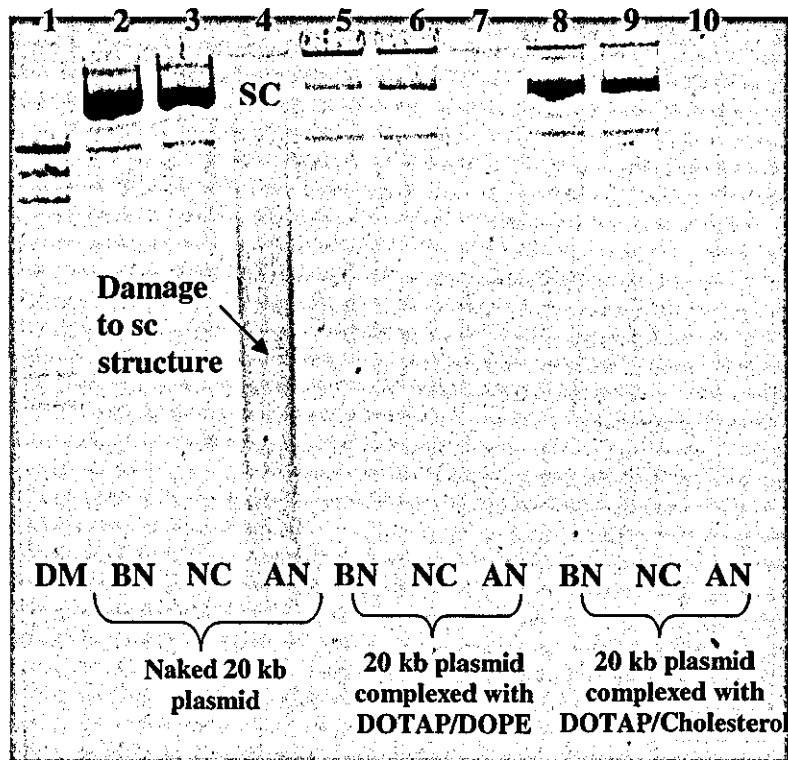 1 2 3 4 5 6 7 8 9 10
SC
Damage
to sc
structure
DM BN NC AN BN NC AN BN NC AN
Naked 20 kb
plasmid
20 kb plasmid
complexed with
DOTAP/DOPE
20 kb plasmid
complexed with
DOTAP/Cholesterol